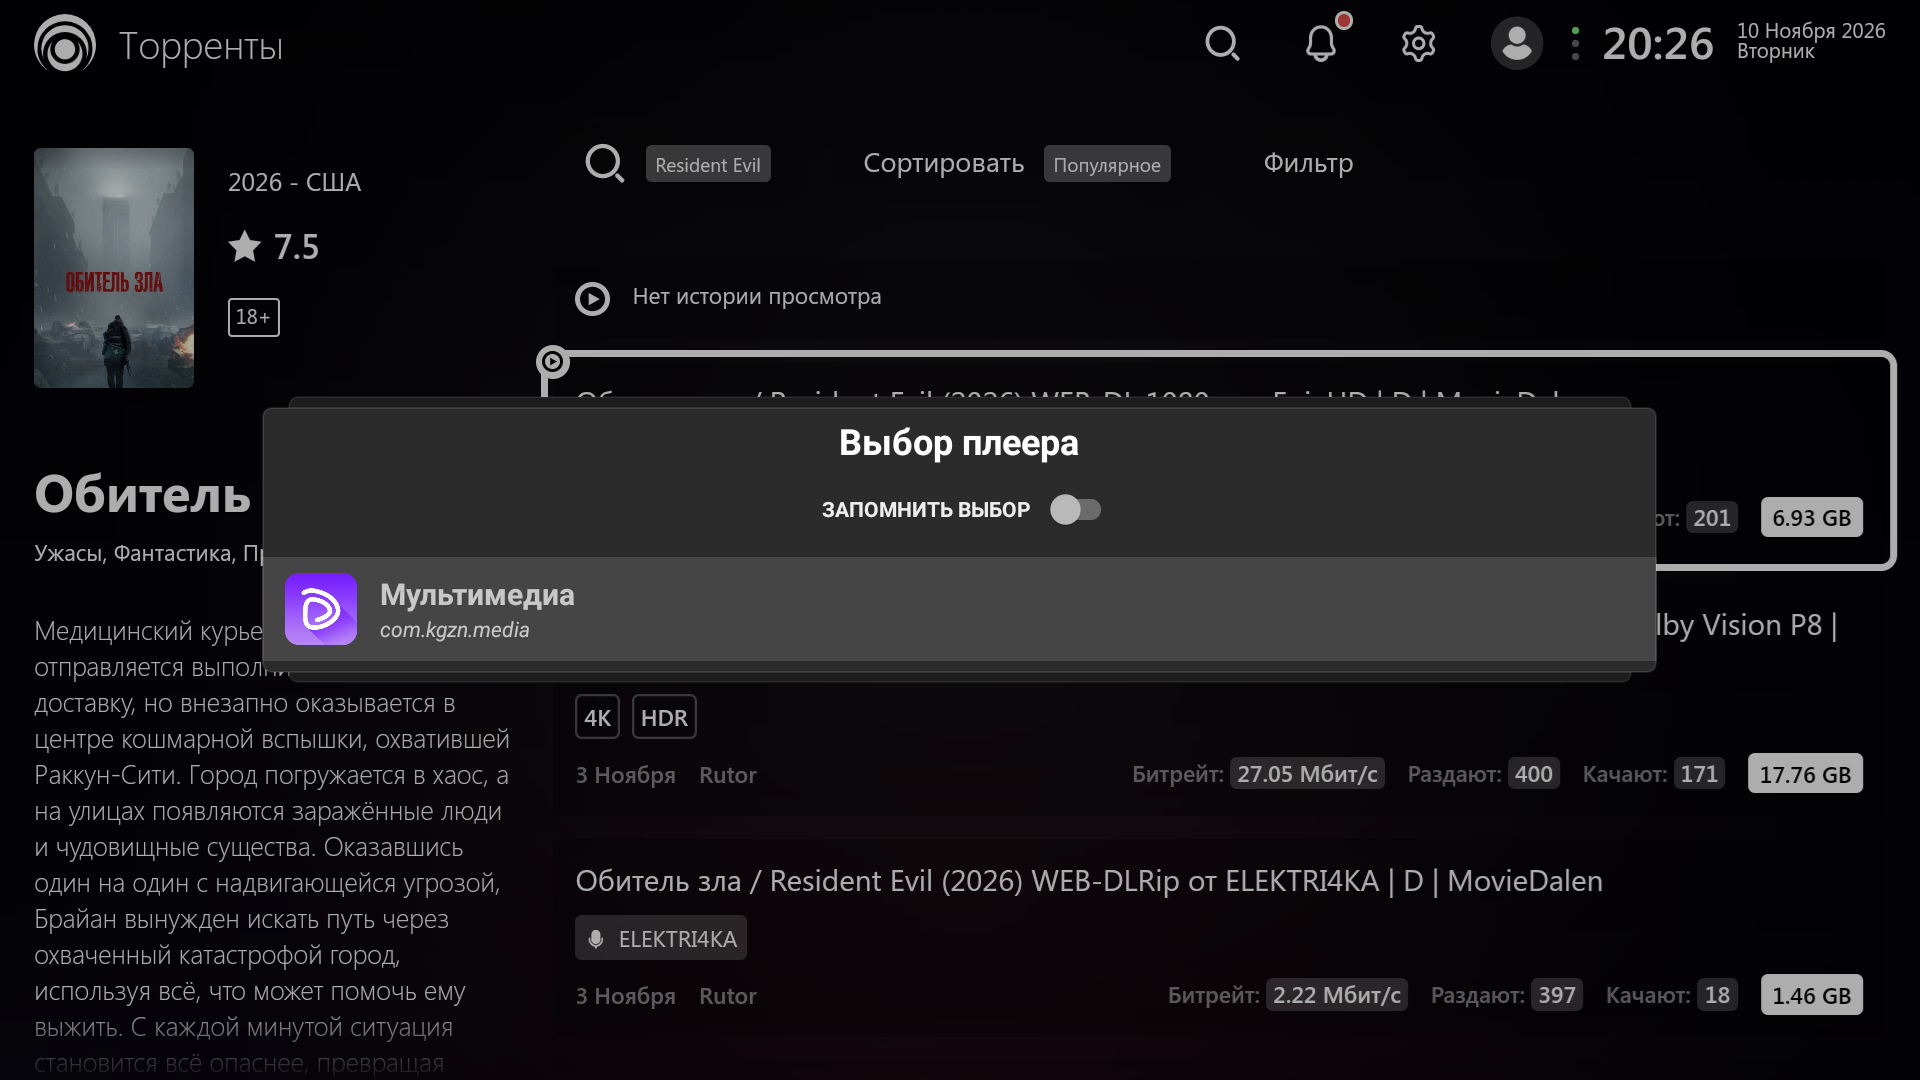 Торренты
20:26
10 Ноября 2026
Вторник
ОБИТЕЛЬ ЗЛА
2026 - США
7.5
18+
Resident Evil
Сортировать
Популярное
Фильтр
Нет истории просмотра
Выбор плеера
ЗАПОМНИТЬ ВЫБОР
Мультимедиа
com.kgzn.media
201
6.93 GB
Обитель
Ужасы, Фантастика,
Медицинский
отправляется
доставку, но внезапно оказывается в
центре кошмарной вспышки, охватившей
Раккун-Сити. Город погружается в хаос, а
на улицах появляются заражённые люди
и чудовищные существа. Оказавшись
один на один с надвигающейся угрозой,
Брайан вынужден искать путь через
охваченный катастрофой город,
используя всё, что может помочь ему
выжить. С каждой минутой ситуация
становится всё опаснее, превращая
Vision P8 |
4K
HDR
3 Ноября Rutor
Битрейт: 27.05 Мбит/с Раздают: 400 Качают: 171 17.76 GB
Обитель зла / Resident Evil (2026) WEB-DLRip от ELEKTRI4KA | D | MovieDalen
ELEKTRI4KA
3 Ноября Rutor
Битрейт: 2.22 Мбит/с Раздают: 397 Качают: 18 1.46 GB